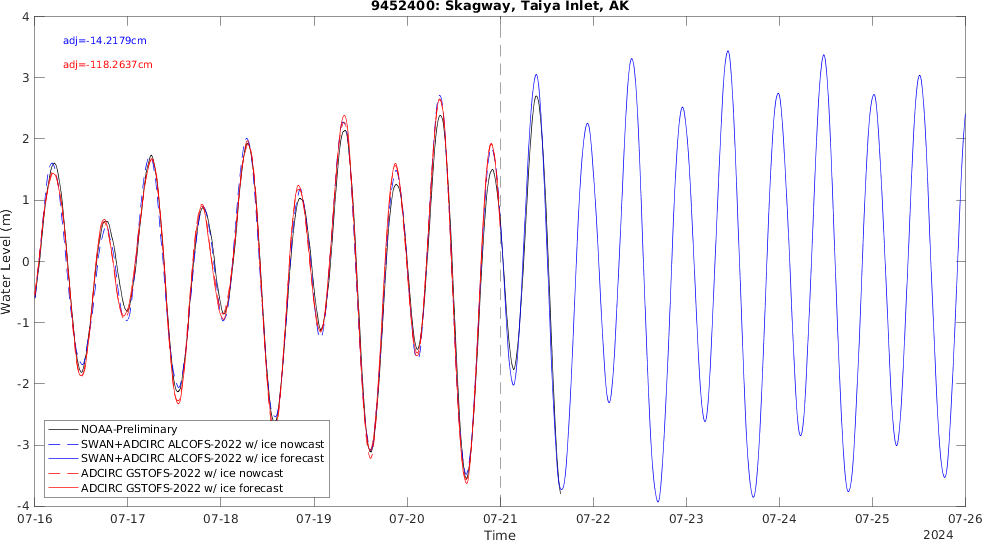 9452400: Skagway, Taiya Inlet, AK
adj=-14.2179cm
adj=-118.2637cm
Water Level (m)
4
3
2
1
0
-1
-2
-3
-4
NOAA-Preliminary
SWAN+ADCIRC ALCOFS-2022 w/ ice nowcast
SWAN+ADCIRC ALCOFS-2022 w/ ice forecast
ADCIRC GSTOFS-2022 w/ ice nowcast
ADCIRC GSTOFS-2022 w/ ice forecast
07-16 07-17 07-18 07-19 07-20 07-21 07-22 07-23 07-24 07-25 07-26
Time
2024